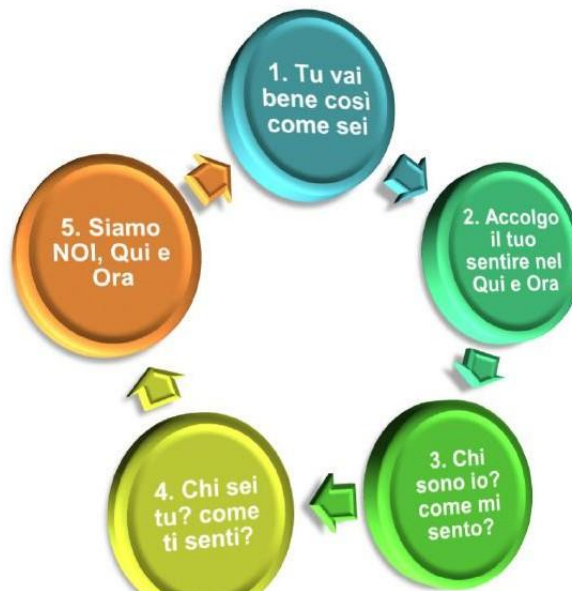 1. Tu vai
bene così
come sei
2. Accolgo
il tuo
sentire nel
Qui e Ora
3. Chi
sono io?
come mi
sento?
4. Chi sei
tu? come
ti senti?
5. Siamo
NOI, Qui e
Ora